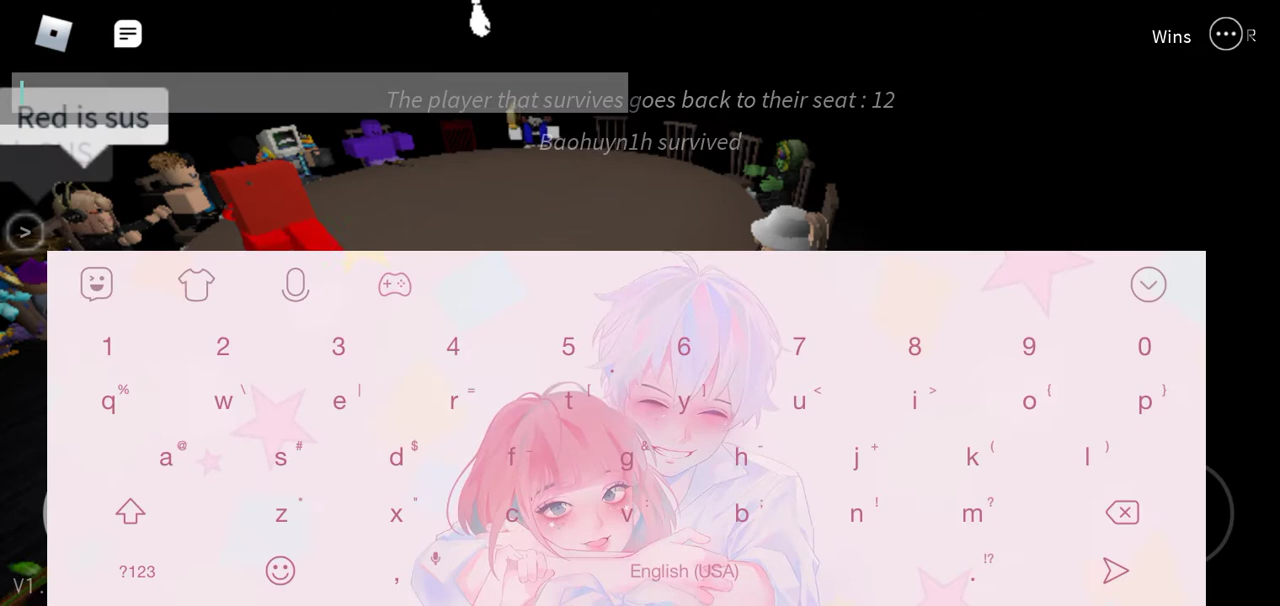 Wins
R
The player that survives goes back to their seat : 12
Red is sus
Baohuyn1h survived
1 2 3 4 5 6 7 8 9 0
q % w \ e | r = t [ y ] u < i > o { p }
a @ s # d $ f - g & h - j + k ( l )
z * x " c ' v : b ; n ! m ?
?123 , English (USA) . !?
V1.